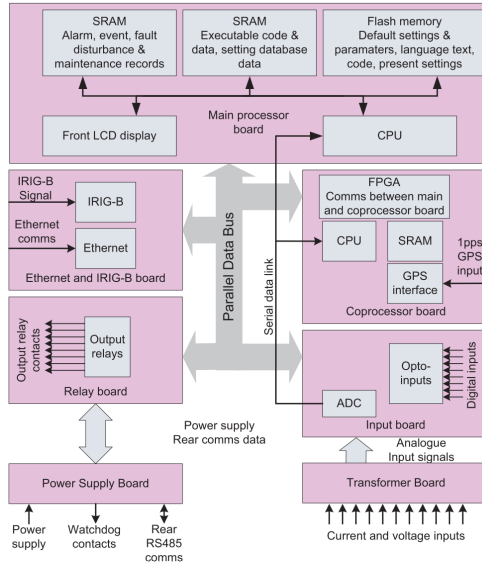 SRAM
Alarm, event, fault
disturbance &
maintenance records
SRAM
Executable code &
data, setting database
data
Flash memory
Default settings &
paramaters, language text,
code, present settings
Main processor
board
Front LCD display
CPU
IRIG-B
Signal
IRIG-B
Ethernet
comms
Ethernet
Ethernet and IRIG-B board
Parallel Data Bus
Serial data link
FPGA
Comms between main
and coprocessor board
CPU
SRAM
GPS
interface
1pps
GPS
input
Coprocessor board
Output relay
contacts
Output
relays
Relay board
Opto-
inputs
Digital inputs
ADC
Input board
Power supply
Rear comms data
Analogue
Input signals
Power Supply Board
Transformer Board
Power
supply
Watchdog
contacts
Rear
RS485
comms
Current and voltage inputs